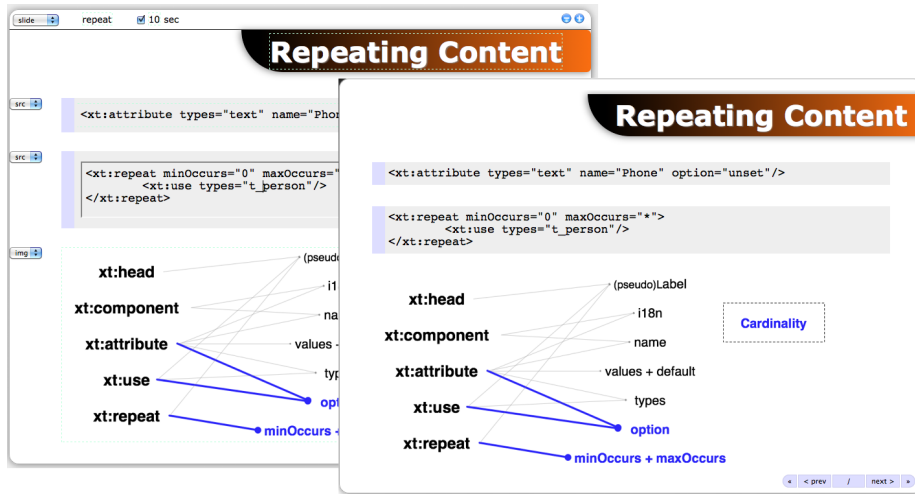 slide repeat 10 sec
Repeating Content
src
<xt:attribute types="text" name="Phon
src
<xt:repeat minOccurs="0" maxOccurs="
<xt:use types="t_person"/>
</xt:repeat>
img
xt:head
(pseudo
xt:component
i1
na
xt:attribute
values -
xt:use
typ
opt
xt:repeat
minOccurs +
Repeating Content
<xt:attribute types="text" name="Phone" option="unset"/>
<xt:repeat minOccurs="0" maxOccurs="*">
<xt:use types="t_person"/>
</xt:repeat>
xt:head
(pseudo)Label
i18n
Cardinality
xt:component
name
xt:attribute
values + default
types
xt:use
option
xt:repeat
minOccurs + maxOccurs
« < prev / next > »